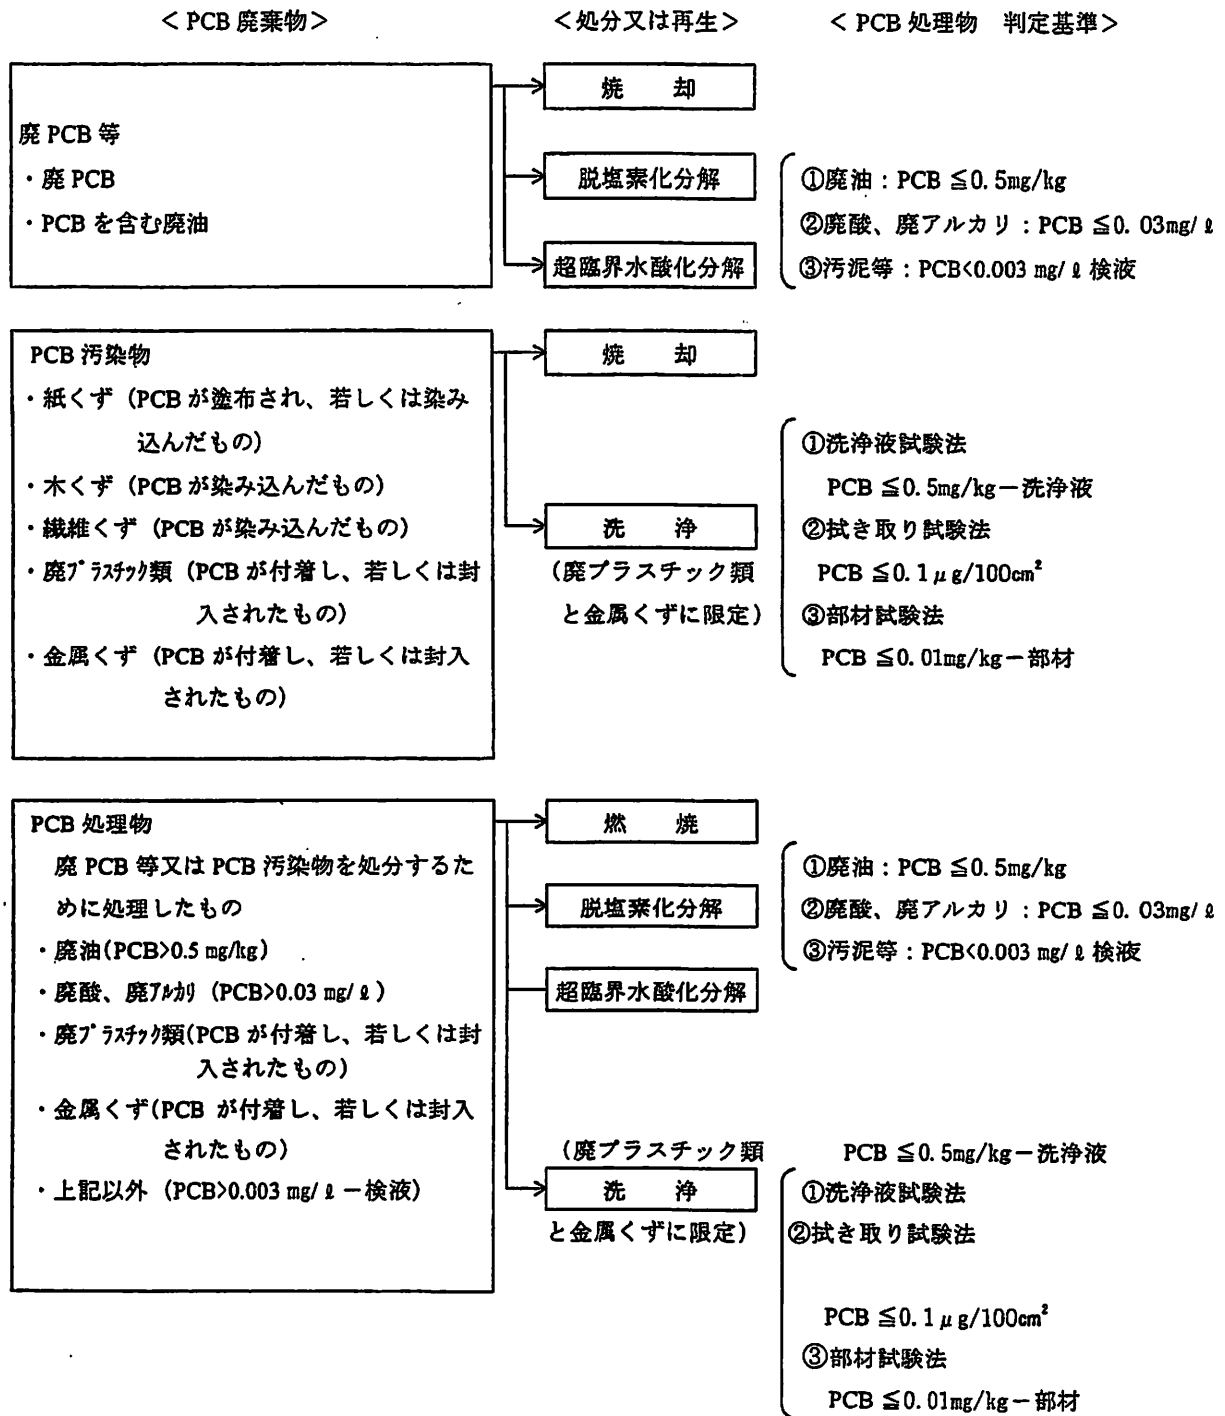 ＜PCB 廃棄物＞
＜処分又は再生＞
＜PCB 処理物　判定基準＞
廃 PCB 等
・廃 PCB
・PCB を含む廃油
焼　却
脱塩素化分解
超臨界水酸化分解
①廃油：PCB ≦0.5mg/kg
②廃酸、廃アルカリ：PCB ≦0.03mg/ℓ
③汚泥等：PCB<0.003 mg/ℓ 検液
PCB 汚染物
・紙くず（PCB が塗布され、若しくは染み
込んだもの）
・木くず（PCB が染み込んだもの）
・繊維くず（PCB が染み込んだもの）
・廃プラスチック類（PCB が付着し、若しくは封
入されたもの）
・金属くず（PCB が付着し、若しくは封入
されたもの）
焼　却
洗　浄
（廃プラスチック類
と金属くずに限定）
①洗浄液試験法
PCB ≦0.5mg/kg－洗浄液
②拭き取り試験法
PCB ≦0.1μg/100cm²
③部材試験法
PCB ≦0.01mg/kg－部材
PCB 処理物
廃 PCB 等又は PCB 汚染物を処分するた
めに処理したもの
・廃油(PCB>0.5 mg/kg)
・廃酸、廃アルカリ（PCB>0.03 mg/ℓ）
・廃プラスチック類(PCB が付着し、若しくは封
入されたもの）
・金属くず(PCB が付着し、若しくは封入
されたもの）
・上記以外（PCB>0.003 mg/ℓ－検液）
燃　焼
脱塩素化分解
超臨界水酸化分解
（廃プラスチック類
洗　浄
と金属くずに限定）
①廃油：PCB ≦0.5mg/kg
②廃酸、廃アルカリ：PCB ≦0.03mg/ℓ
③汚泥等：PCB<0.003 mg/ℓ 検液
PCB ≦0.5mg/kg－洗浄液
①洗浄液試験法
②拭き取り試験法
PCB ≦0.1μg/100cm²
③部材試験法
PCB ≦0.01mg/kg－部材